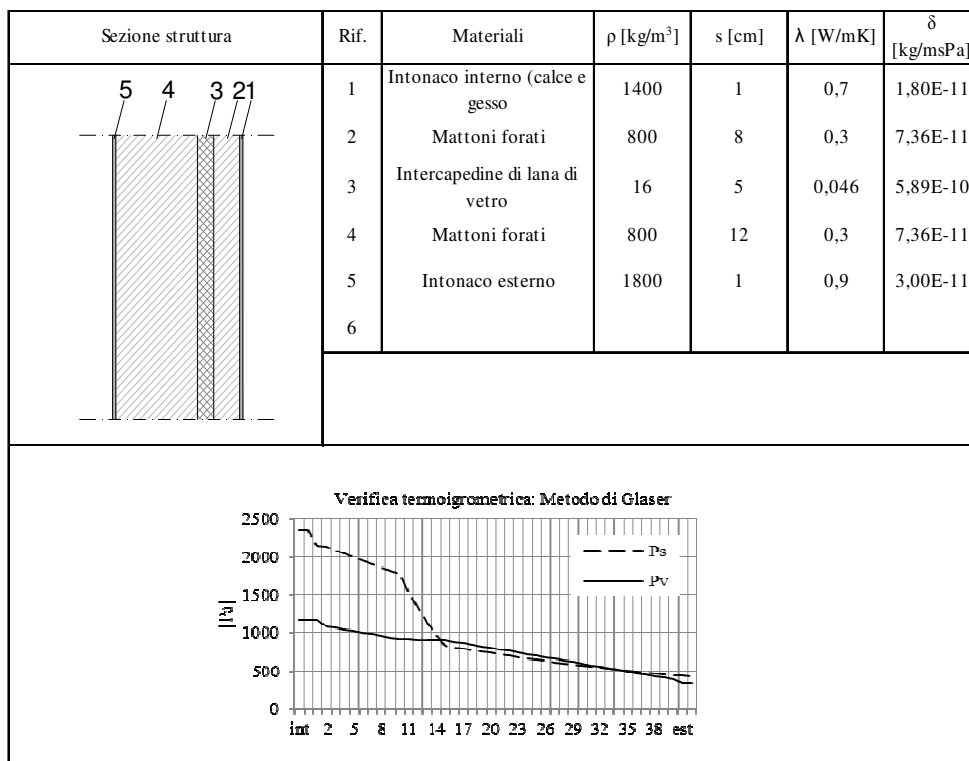 Sezione struttura Rif. Materiali ρ [kg/m³] s [cm] λ [W/mK] δ [kg/msPa]
5 4 3 2 1
1 Intonaco interno (calce e gesso 1400 1 0,7 1,80E-11
2 Mattoni forati 800 8 0,3 7,36E-11
3 Intercapedine di lana di vetro 16 5 0,046 5,89E-10
4 Mattoni forati 800 12 0,3 7,36E-11
5 Intonaco esterno 1800 1 0,9 3,00E-11
6
Verifica termoigrometrica: Metodo di Glaser
[Pa]
2500
2000
1500
1000
500
0
Ps
Pv
int 2 5 8 11 14 17 20 23 26 29 32 35 38 est